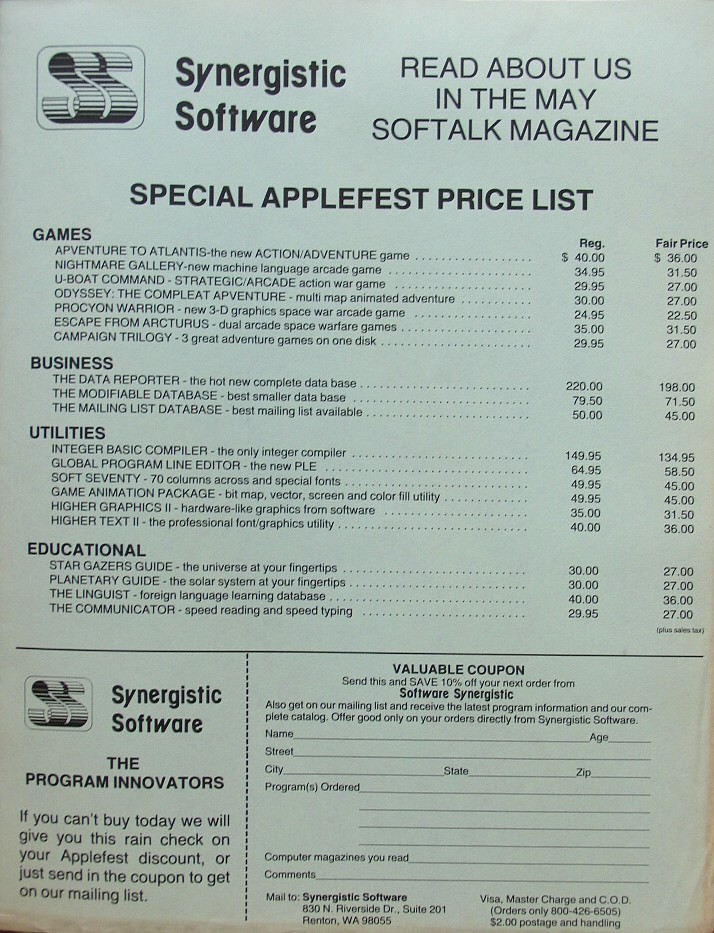 Synergistic
Software
READ ABOUT US
IN THE MAY
SOFTALK MAGAZINE
SPECIAL APPLEFEST PRICE LIST
GAMES Reg. Fair Price
APVENTURE TO ATLANTIS-the new ACTION/ADVENTURE game . . . . . . . . . . . . . . . . . $ 40.00 $ 36.00
NIGHTMARE GALLERY-new machine language arcade game . . . . . . . . . . . . . . . . . . . . 34.95 31.50
U-BOAT COMMAND - STRATEGIC/ARCADE action war game . . . . . . . . . . . . . . . . . . . 29.95 27.00
ODYSSEY: THE COMPLEAT APVENTURE - multi map animated adventure . . . . . . . . . . 30.00 27.00
PROCYON WARRIOR - new 3-D graphics space war arcade game . . . . . . . . . . . . . . . . 24.95 22.50
ESCAPE FROM ARCTURUS - dual arcade space warfare games . . . . . . . . . . . . . . . . . . 35.00 31.50
CAMPAIGN TRILOGY - 3 great adventure games on one disk . . . . . . . . . . . . . . . . . . . . . 29.95 27.00
BUSINESS
THE DATA REPORTER - the hot new complete data base . . . . . . . . . . . . . . . . . . . . . . . 220.00 198.00
THE MODIFIABLE DATABASE - best smaller data base . . . . . . . . . . . . . . . . . . . . . . . . 79.50 71.50
THE MAILING LIST DATABASE - best mailing list available . . . . . . . . . . . . . . . . . . . . . . 50.00 45.00
UTILITIES
INTEGER BASIC COMPILER - the only integer compiler . . . . . . . . . . . . . . . . . . . . . . . . 149.95 134.95
GLOBAL PROGRAM LINE EDITOR - the new PLE . . . . . . . . . . . . . . . . . . . . . . . . . . . 64.95 58.50
SOFT SEVENTY - 70 columns across and special fonts . . . . . . . . . . . . . . . . . . . . . . . . . 49.95 45.00
GAME ANIMATION PACKAGE - bit map, vector, screen and color fill utility . . . . . . . . . . . 49.95 45.00
HIGHER GRAPHICS II - hardware-like graphics from software . . . . . . . . . . . . . . . . . . . 35.00 31.50
HIGHER TEXT II - the professional font/graphics utility . . . . . . . . . . . . . . . . . . . . . . . . . 40.00 36.00
EDUCATIONAL
STAR GAZERS GUIDE - the universe at your fingertips . . . . . . . . . . . . . . . . . . . . . . . . . 30.00 27.00
PLANETARY GUIDE - the solar system at your fingertips . . . . . . . . . . . . . . . . . . . . . . . . 30.00 27.00
THE LINGUIST - foreign language learning database . . . . . . . . . . . . . . . . . . . . . . . . . . . 40.00 36.00
THE COMMUNICATOR - speed reading and speed typing . . . . . . . . . . . . . . . . . . . . . . 29.95 27.00
(plus sales tax)
Synergistic
Software
THE
PROGRAM INNOVATORS
If you can't buy today we will
give you this rain check on
your Applefest discount, or
just send in the coupon to get
on our mailing list.
VALUABLE COUPON
Send this and SAVE 10% off your next order from
Software Synergistic
Also get on our mailing list and receive the latest program information and our com-
plete catalog. Offer good only on your orders directly from Synergistic Software.
Name Age
Street
City State Zip
Program(s) Ordered
Computer magazines you read
Comments
Mail to: Synergistic Software
830 N. Riverside Dr., Suite 201
Renton, WA 98055
Visa, Master Charge and C.O.D.
(Orders only 800-426-6505)
$2.00 postage and handling